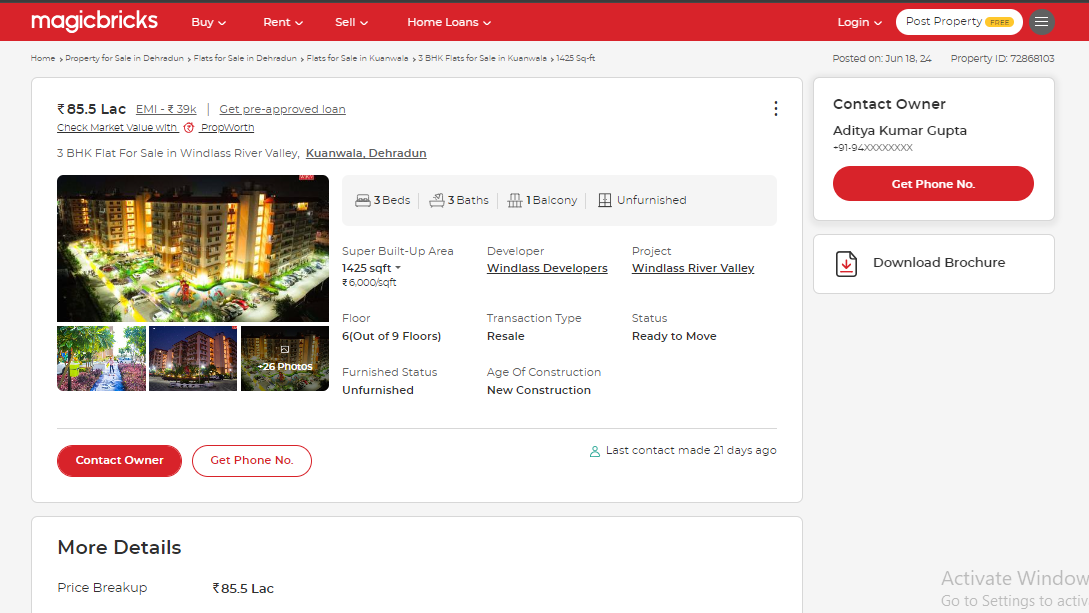 magicbricks Buy Rent Sell Home Loans Login Post Property FREE
Home > Property for Sale in Dehradun > Flats for Sale in Dehradun > Flats for Sale in Kuanwala > 3 BHK Flats for Sale in Kuanwala > 1425 Sq-ft Posted on: Jun 18, 24 Property ID: 72868103
₹85.5 Lac EMI - ₹ 39k | Get pre-approved loan
Check Market Value with PropWorth
3 BHK Flat For Sale in Windlass River Valley, Kuanwala, Dehradun
3 Beds 3 Baths 1 Balcony Unfurnished
Super Built-Up Area Developer Project
1425 sqft Windlass Developers Windlass River Valley
₹6,000/sqft
Floor Transaction Type Status
6(Out of 9 Floors) Resale Ready to Move
+26 Photos
Furnished Status Age Of Construction
Unfurnished New Construction
Contact Owner Get Phone No. Last contact made 21 days ago
More Details
Price Breakup ₹85.5 Lac
Contact Owner
Aditya Kumar Gupta
+91-94XXXXXXXX
Get Phone No.
Download Brochure
Activate Window
Go to Settings to activ